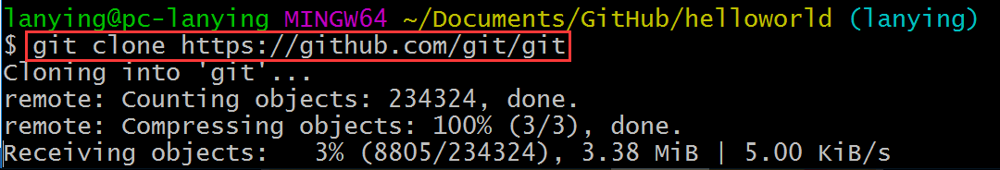 lanying@pc-lanying MINGW64 ~/Documents/GitHub/helloworld (lanying)
$ git clone https://github.com/git/git
Cloning into 'git'...
remote: Counting objects: 234324, done.
remote: Compressing objects: 100% (3/3), done.
Receiving objects:   3% (8805/234324), 3.38 MiB | 5.00 KiB/s